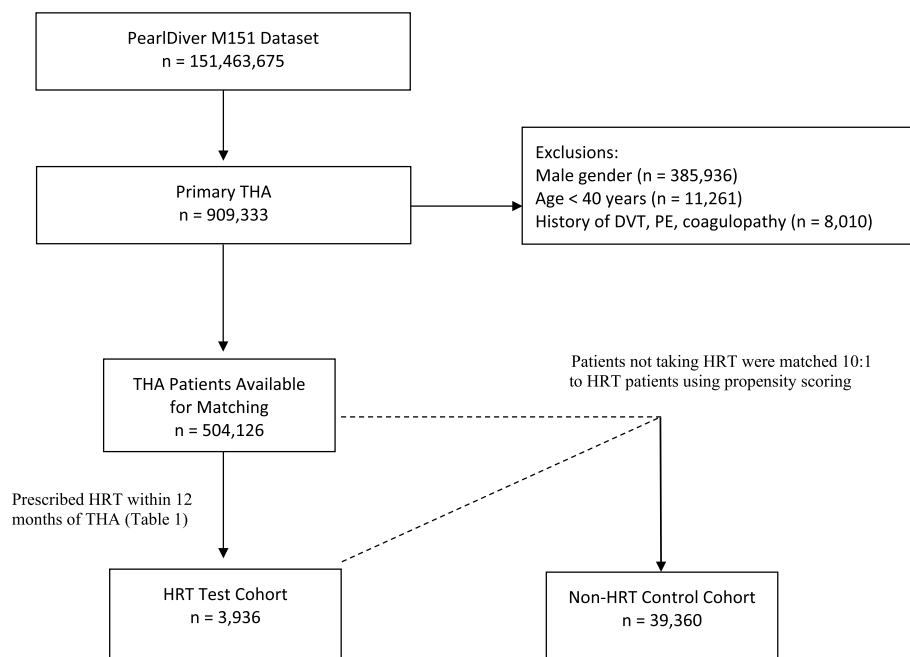 PearlDiver M151 Dataset
n = 151,463,675
Primary THA
n = 909,333
Exclusions:
Male gender (n = 385,936)
Age < 40 years (n = 11,261)
History of DVT, PE, coagulopathy (n = 8,010)
THA Patients Available
for Matching
n = 504,126
Patients not taking HRT were matched 10:1
to HRT patients using propensity scoring
Prescribed HRT within 12
months of THA (Table 1)
HRT Test Cohort
n = 3,936
Non-HRT Control Cohort
n = 39,360